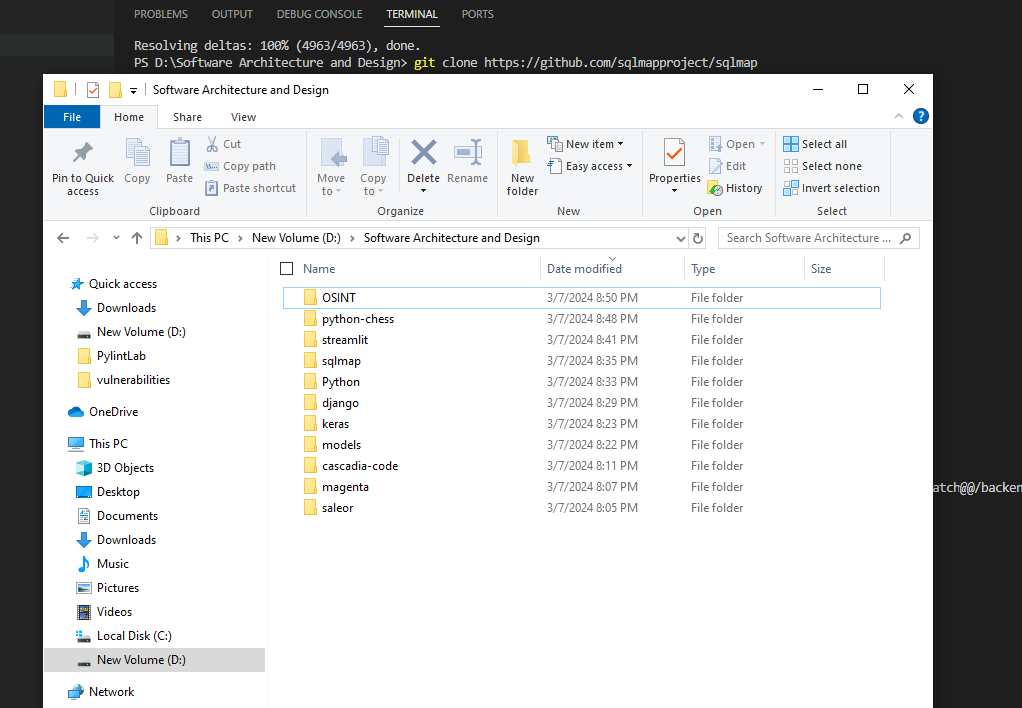 PROBLEMS OUTPUT DEBUG CONSOLE TERMINAL PORTS
Resolving deltas: 100% (4963/4963), done.
PS D:\Software Architecture and Design> git clone https://github.com/sqlmapproject/sqlmap
Software Architecture and Design
File Home Share View
Pin to Quick access
Copy
Paste
Cut
Copy path
Paste shortcut
Clipboard
Move to
Copy to
Delete
Rename
Organize
New folder
New item
Easy access
New
Properties
Open
Edit
History
Open
Select all
Select none
Invert selection
Select
This PC > New Volume (D:) > Software Architecture and Design
Search Software Architecture ...
Quick access
Downloads
New Volume (D:)
PylintLab
vulnerabilities
OneDrive
This PC
3D Objects
Desktop
Documents
Downloads
Music
Pictures
Videos
Local Disk (C:)
New Volume (D:)
Network
Name Date modified Type Size
OSINT 3/7/2024 8:50 PM File folder
python-chess 3/7/2024 8:48 PM File folder
streamlit 3/7/2024 8:41 PM File folder
sqlmap 3/7/2024 8:35 PM File folder
Python 3/7/2024 8:33 PM File folder
django 3/7/2024 8:29 PM File folder
keras 3/7/2024 8:23 PM File folder
models 3/7/2024 8:22 PM File folder
cascadia-code 3/7/2024 8:11 PM File folder
magenta 3/7/2024 8:07 PM File folder
saleor 3/7/2024 8:05 PM File folder
atch@@/backen